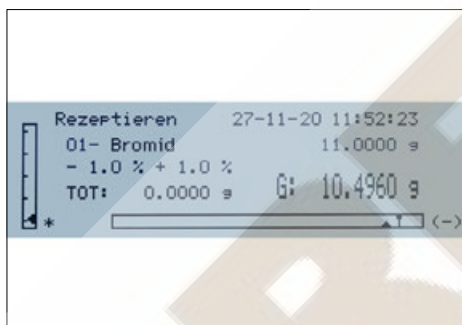 Rezeptieren 27-11-20 11:52:23
01- Bromid 11.0000 g
- 1.0 % + 1.0 %
TOT: 0.0000 g G: 10.4960 g
* (-)